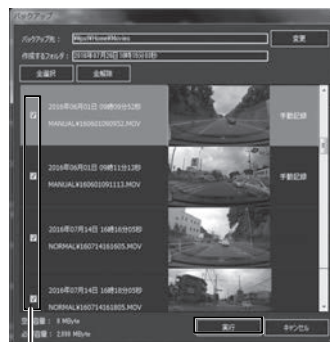 バックアップ
バックアップ先：
変更
作成するフォルダ：
全選択
全解除
2016年06月01日 09時09分52秒
MANUAL¥160601090952.MOV
手動記録
2016年06月01日 09時11分13秒
MANUAL¥160601091113.MOV
手動記録
2016年07月14日 16時16分05秒
NORMAL¥160714161605.MOV
2016年07月14日 16時18分05秒
NORMAL¥160714161805.MOV
実行
キャンセル